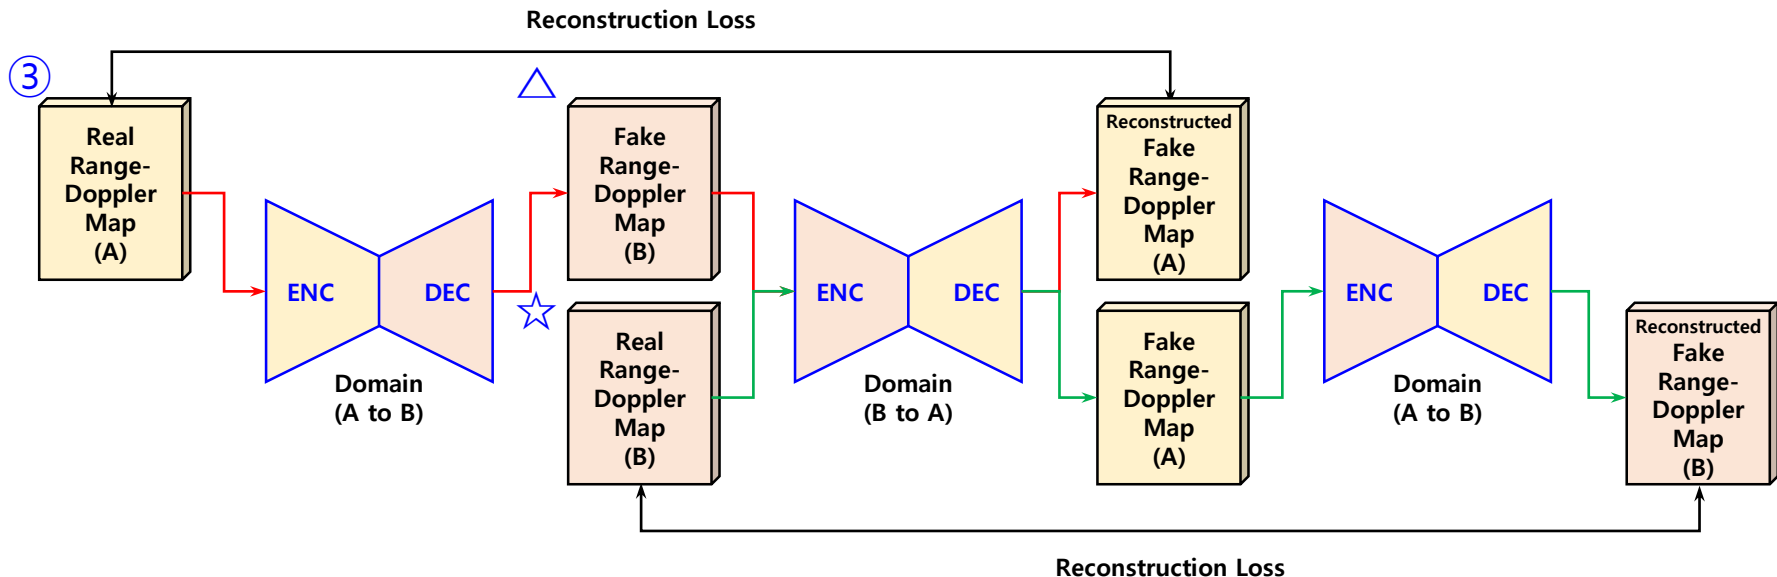 Reconstruction Loss
③
Real
Range-
Doppler
Map
(A)
ENC
DEC
Domain
(A to B)
Fake
Range-
Doppler
Map
(B)
Real
Range-
Doppler
Map
(B)
ENC
DEC
Domain
(B to A)
Reconstructed
Fake
Range-
Doppler
Map
(A)
Fake
Range-
Doppler
Map
(A)
ENC
DEC
Domain
(A to B)
Reconstructed
Fake
Range-
Doppler
Map
(B)
Reconstruction Loss